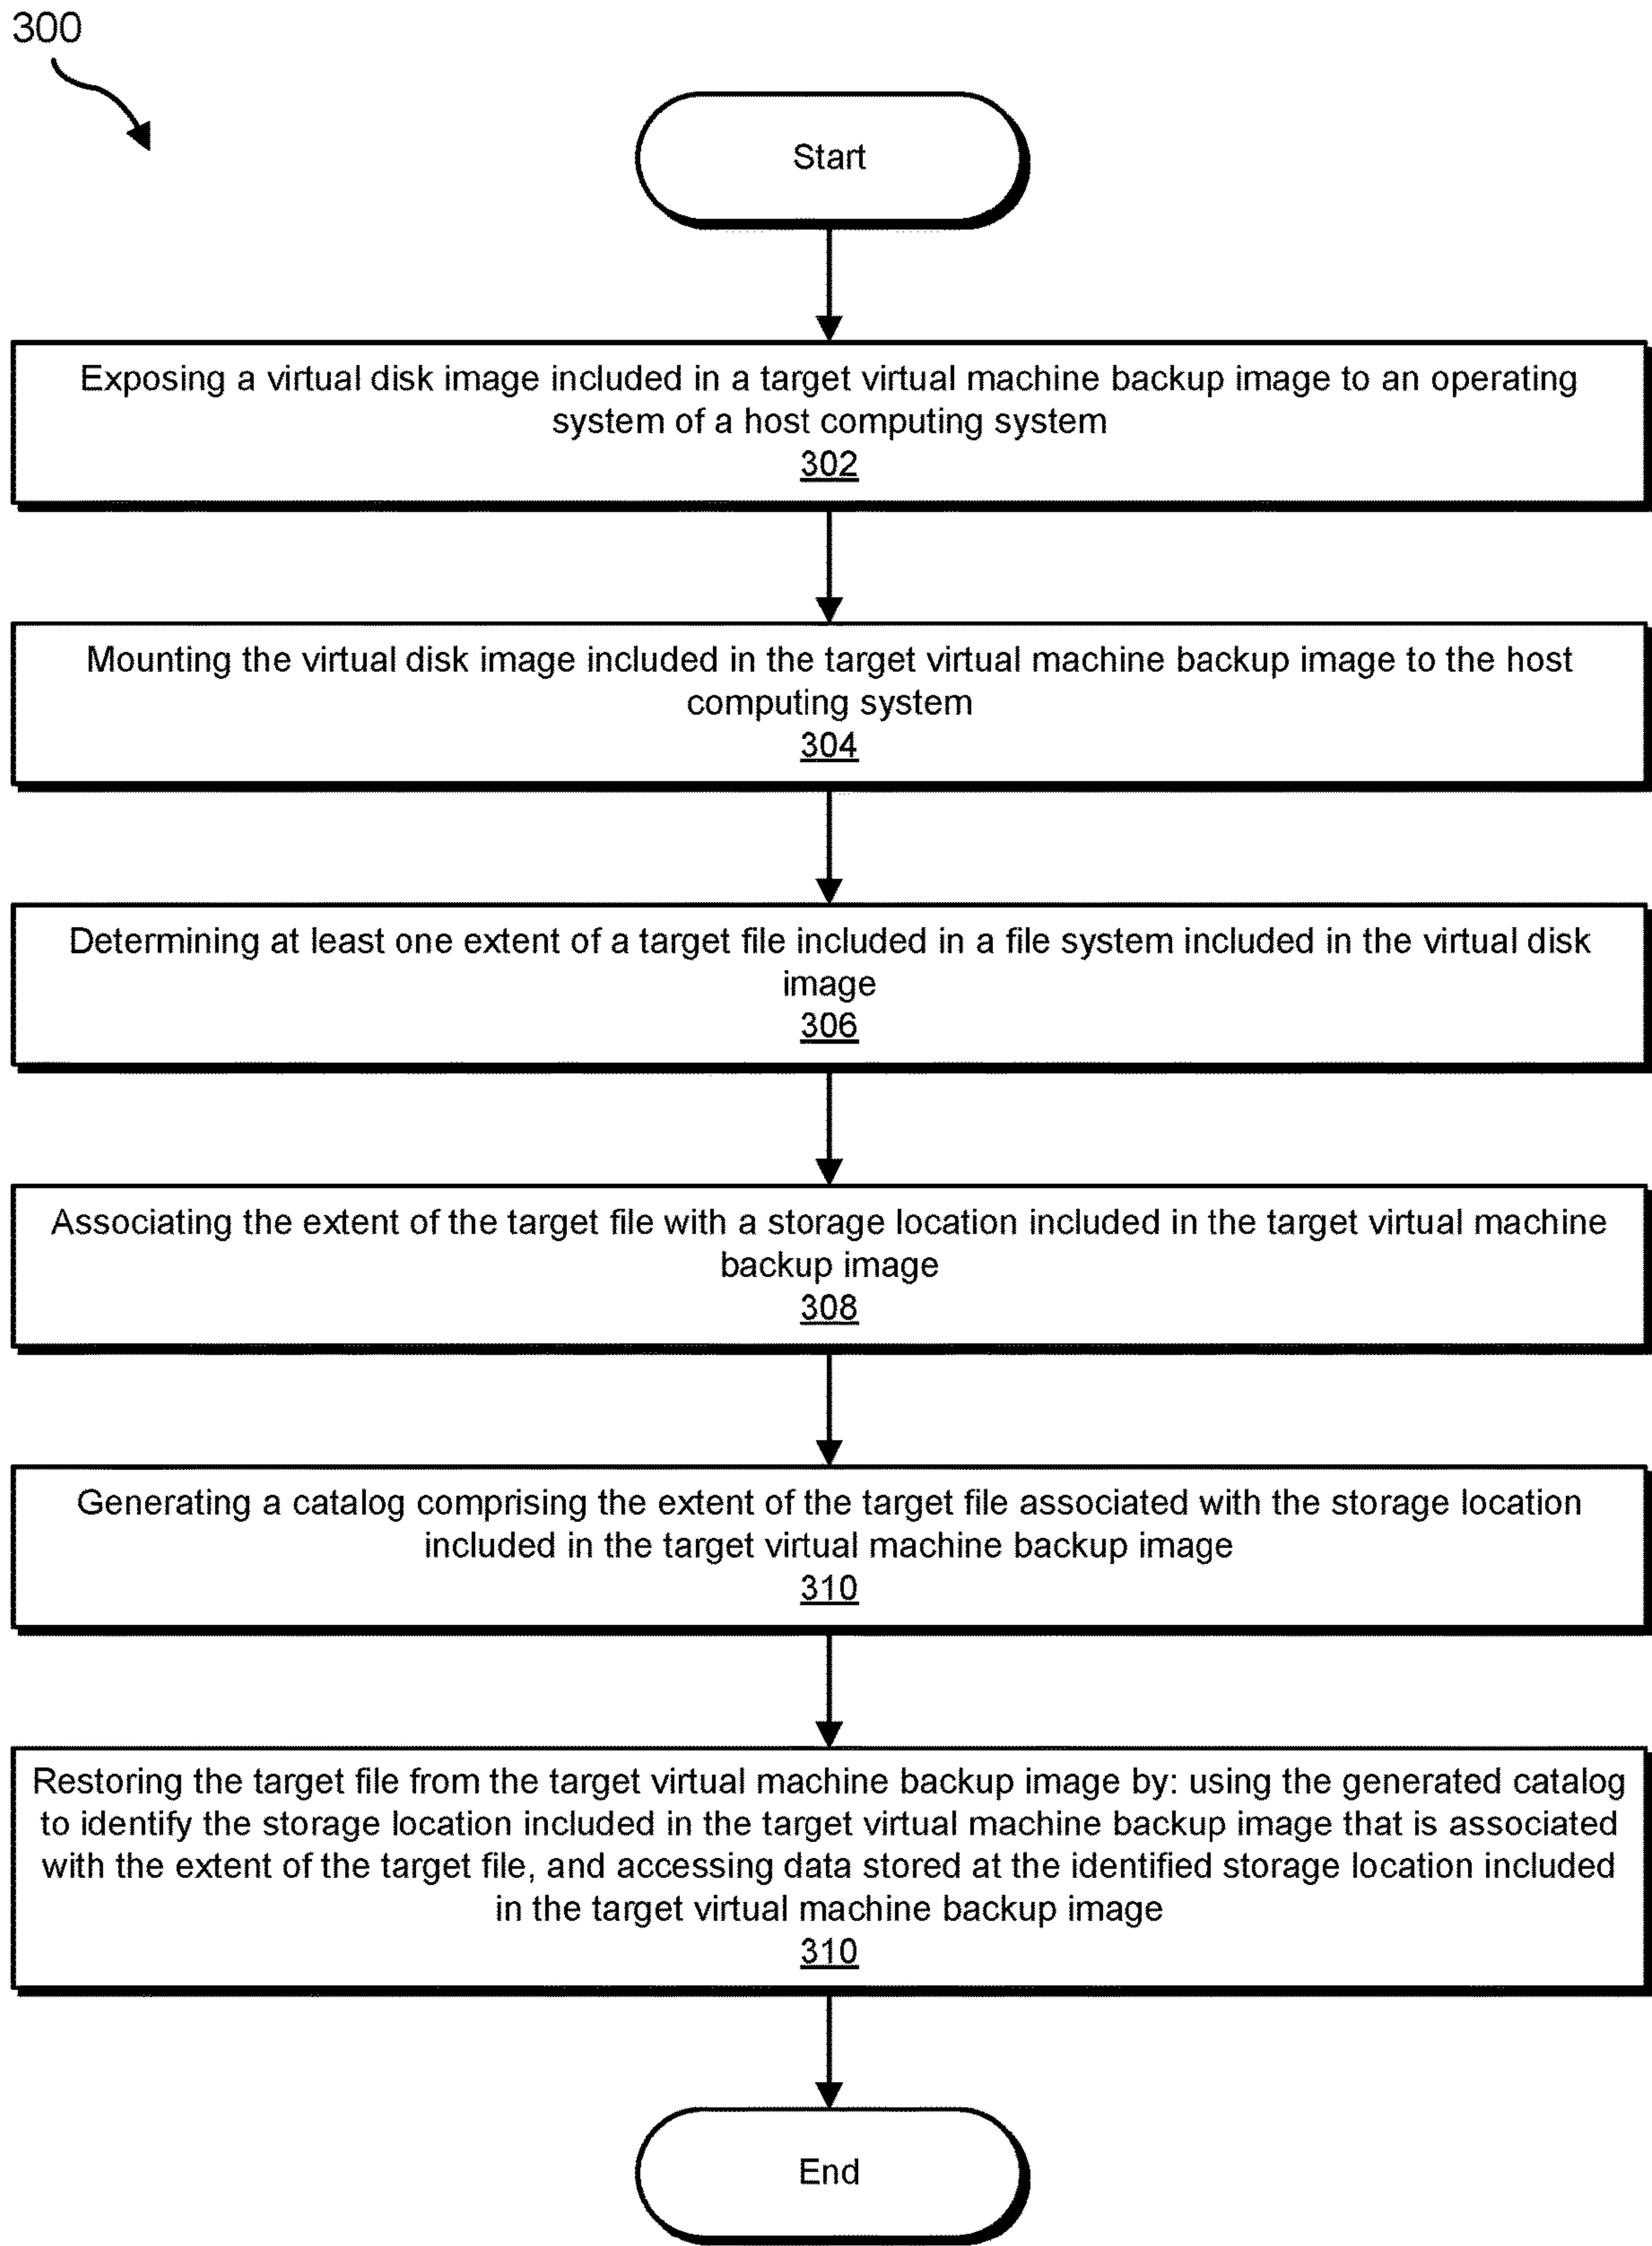 300
Start
Exposing a virtual disk image included in a target virtual machine backup image to an operating
system of a host computing system
302
Mounting the virtual disk image included in the target virtual machine backup image to the host
computing system
304
Determining at least one extent of a target file included in a file system included in the virtual disk
image
306
Associating the extent of the target file with a storage location included in the target virtual machine
backup image
308
Generating a catalog comprising the extent of the target file associated with the storage location
included in the target virtual machine backup image
310
Restoring the target file from the target virtual machine backup image by: using the generated catalog
to identify the storage location included in the target virtual machine backup image that is associated
with the extent of the target file, and accessing data stored at the identified storage location included
in the target virtual machine backup image
310
End